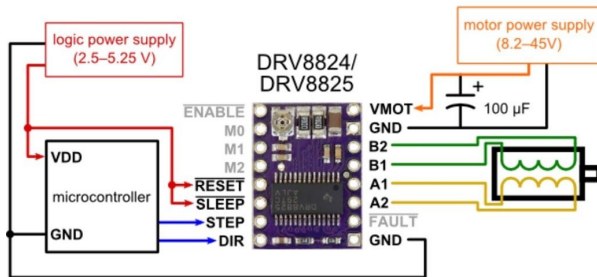 logic power supply
(2.5–5.25 V)
motor power supply
(8.2–45V)
DRV8824/
DRV8825
ENABLE
M0
M1
M2
RESET
SLEEP
STEP
DIR
VMOT
GND
B2
B1
A1
A2
FAULT
GND
+
100 µF
VDD
microcontroller
GND